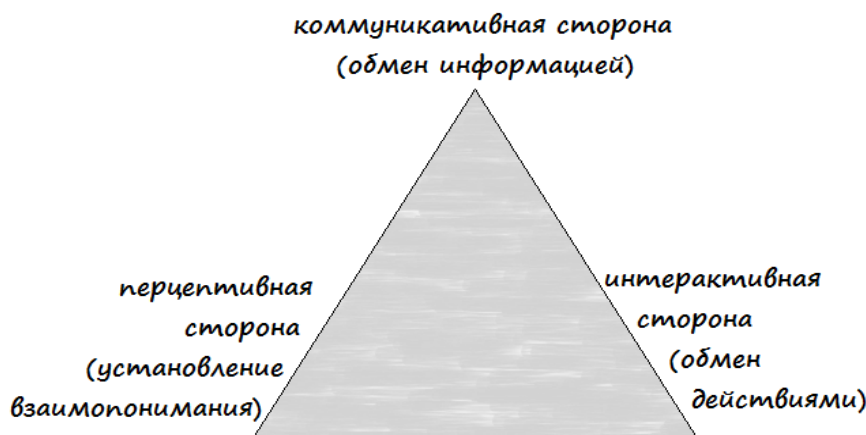 коммуникативная сторона
(обмен информацией)
перцептивная
сторона
(установление
взаимопонимания)
интерактивная
сторона
(обмен
действиями)